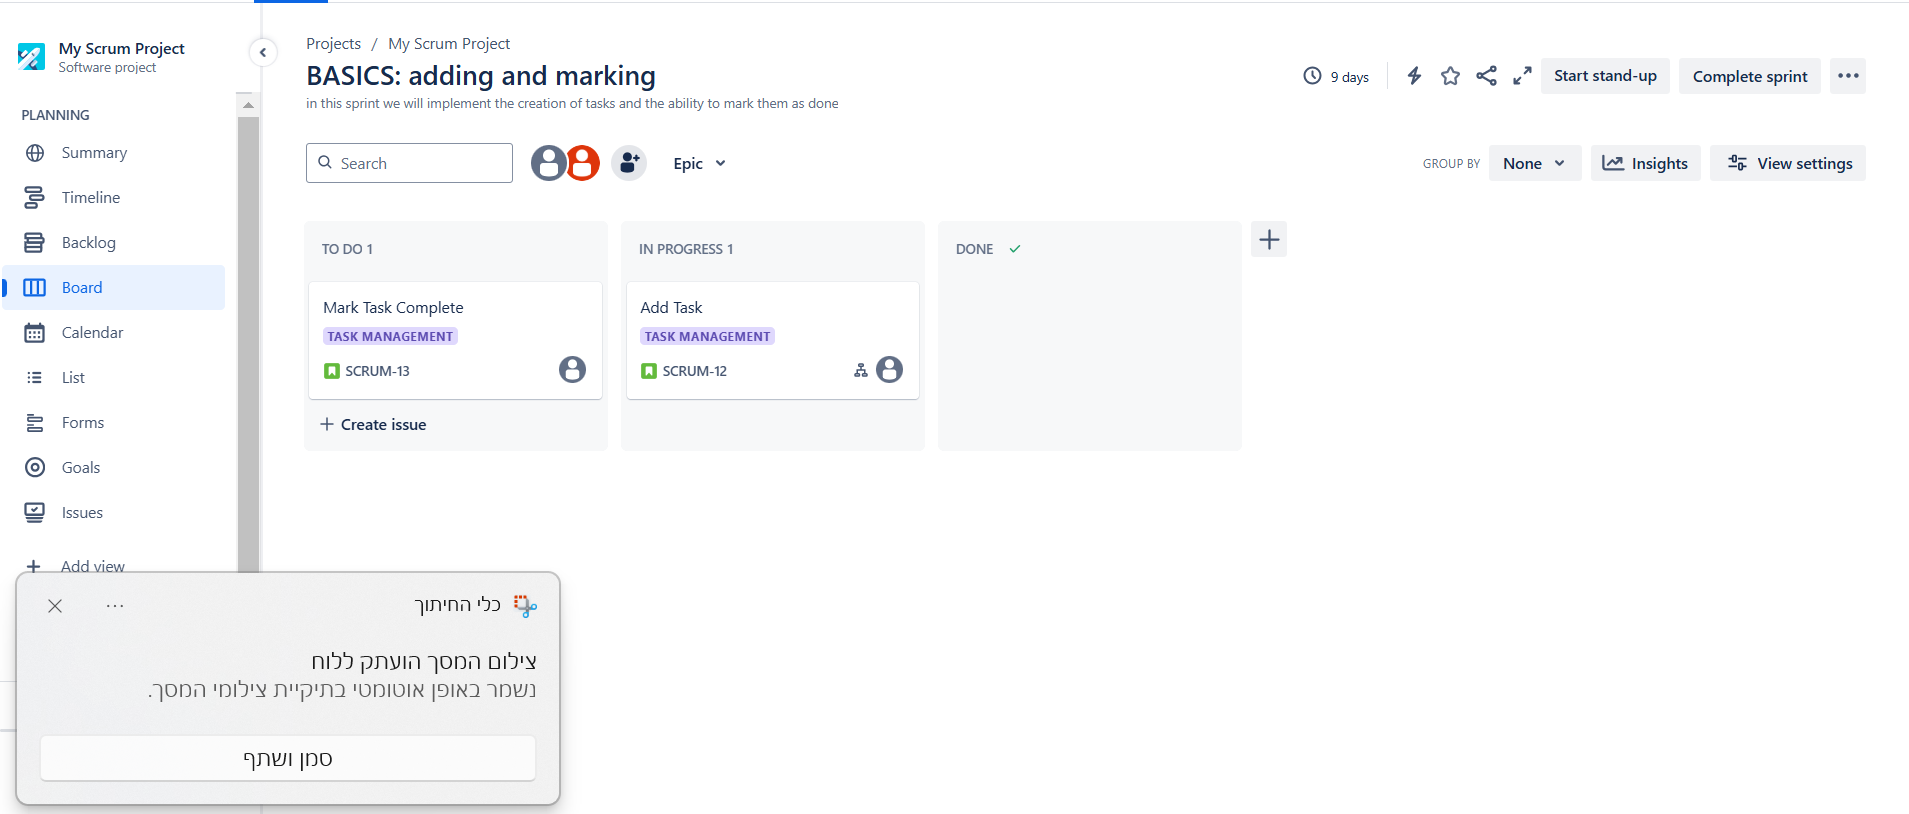 My Scrum Project
Software project
PLANNING
Summary
Timeline
Backlog
Board
Calendar
List
Forms
Goals
Issues
Add view
Projects / My Scrum Project
BASICS: adding and marking
in this sprint we will implement the creation of tasks and the ability to mark them as done
9 days
Start stand-up
Complete sprint
Search
Epic
GROUP BY
None
Insights
View settings
TO DO 1
Mark Task Complete
TASK MANAGEMENT
SCRUM-13
Create issue
IN PROGRESS 1
Add Task
TASK MANAGEMENT
SCRUM-12
DONE
כלי החיתוך
צילום המסך הועתק ללוח
נשמר באופן אוטומטי בתיקיית צילומי המסך.
סמן ושתף